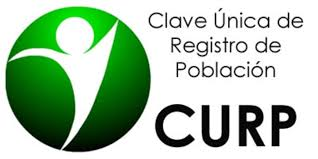 Clave Única de
Registro de
Población
CURP